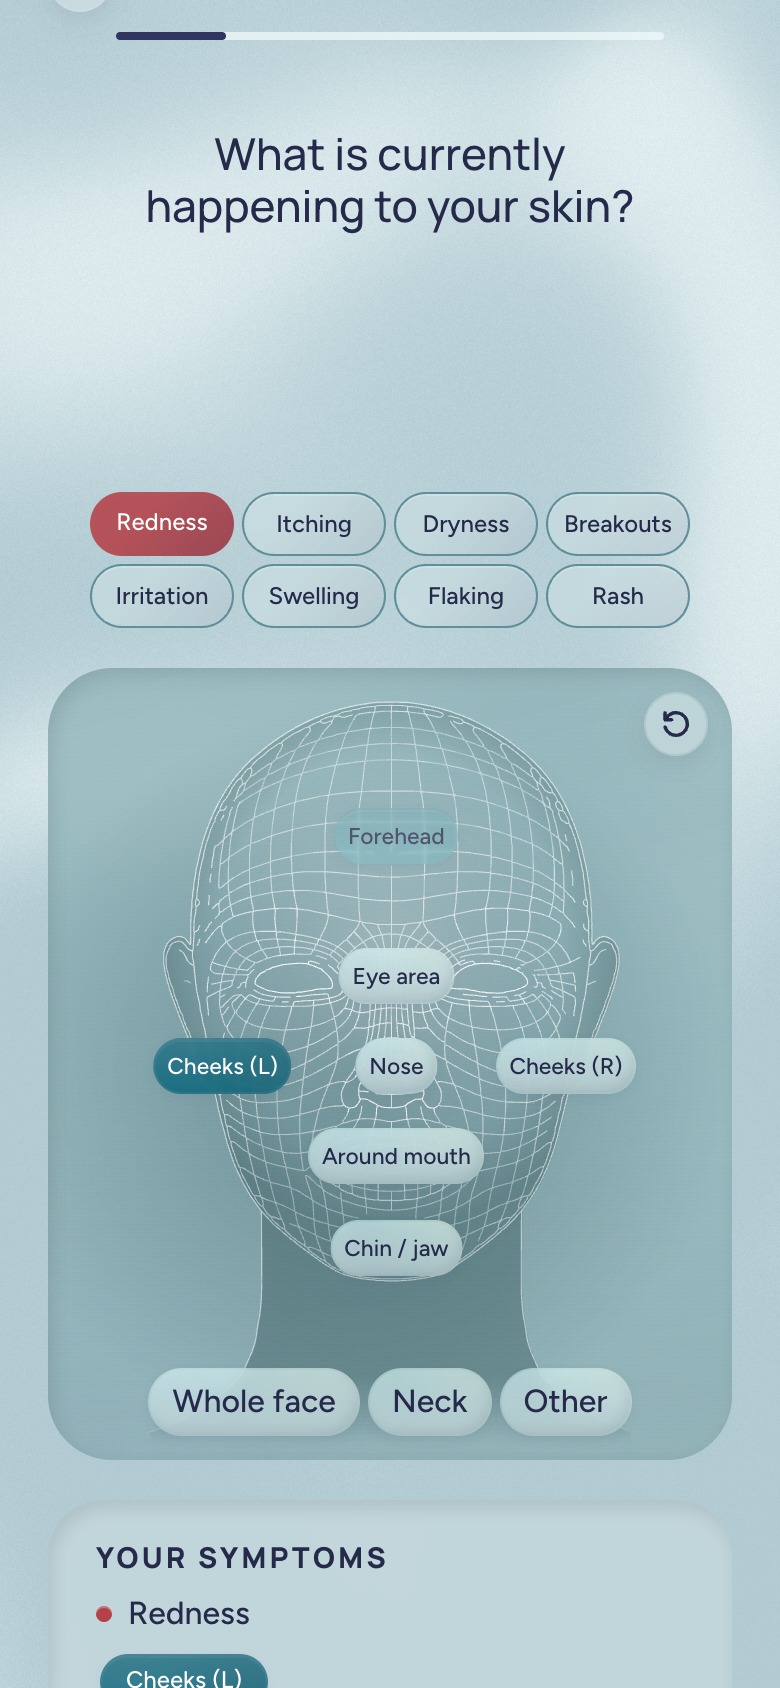 What is currently
happening to your skin?
Redness Itching Dryness Breakouts
Irritation Swelling Flaking Rash
Forehead
Eye area
Cheeks (L) Nose Cheeks (R)
Around mouth
Chin / jaw
Whole face Neck Other
YOUR SYMPTOMS
Redness
Cheeks (L)